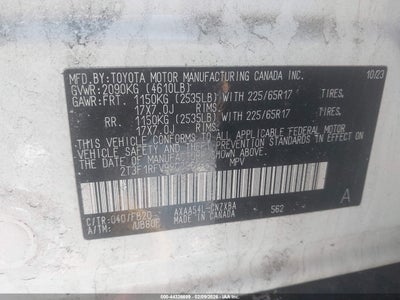 MFD.BY:TOYOTA MOTOR MANUFACTURING CANADA INC. 10/23
GVWR:2090KG (4610LB)
GAWR:FRT. 1150KG (2535LB) WITH 225/65R17 TIRES.
17X7.0J RIMS.
RR. 1150KG (2535LB) WITH 225/65R17 TIRES.
17X7.0J RIMS.
THIS VEHICLE CONFORMS TO ALL APPLICABLE FEDERAL MOTOR
VEHICLE SAFETY AND THEFT PREVENTION STANDARDS IN
EFFECT ON THE DATE OF MANUFACTURE SHOWN ABOVE.
MPV
A
C/TR:040/FB20 AXAA54L-CNZXBA 562
A/TM: MADE IN CANADA